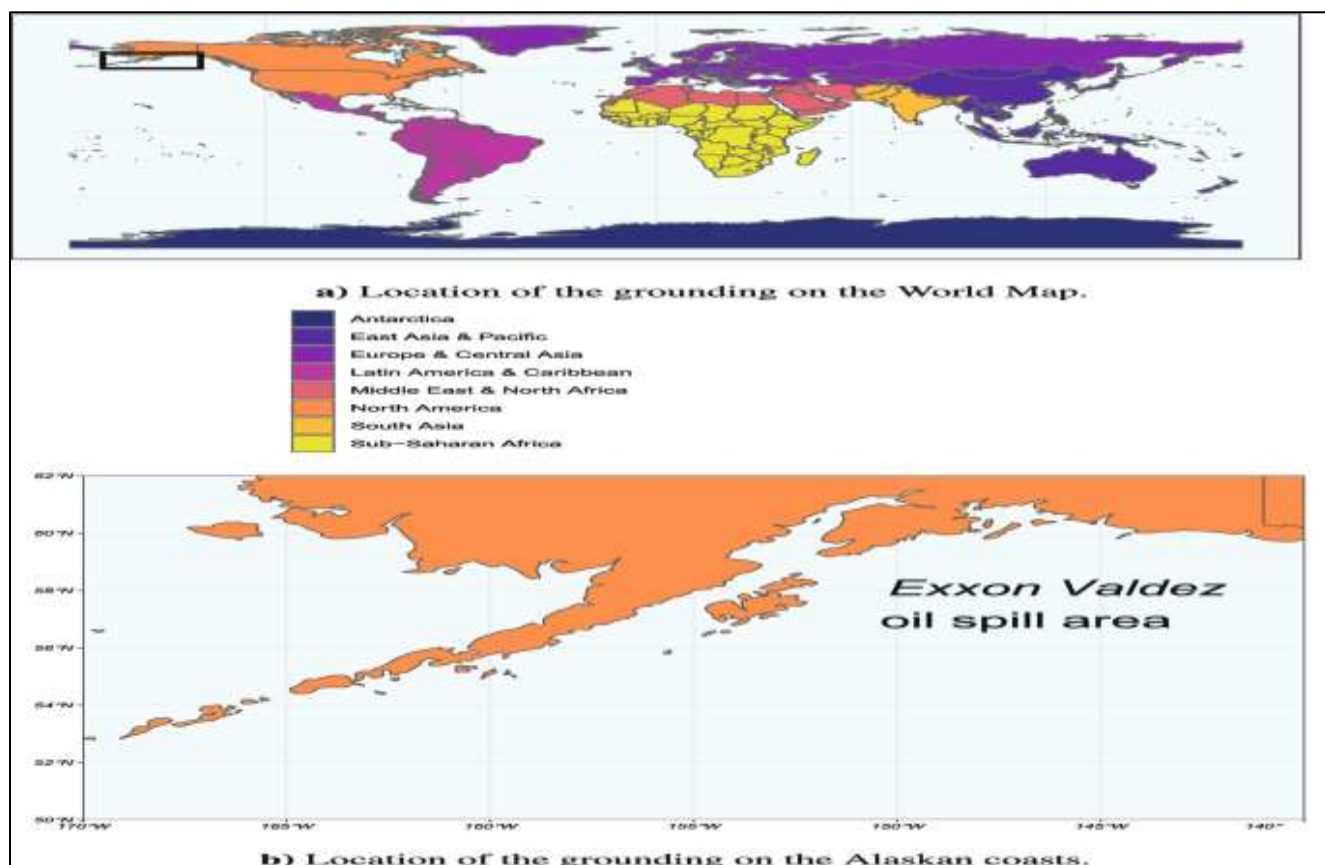 a) Location of the grounding on the World Map.
Antarctica
East Asia & Pacific
Europe & Central Asia
Latin America & Caribbean
Middle East & North Africa
North America
South Asia
Sub-Saharan Africa
62°N
60°N
58°N
56°N
54°N
52°N
50°N
Exxon Valdez
oil spill area
170°W 165°W 160°W 155°W 150°W 145°W 140°
b) Location of the grounding on the Alaskan coasts.